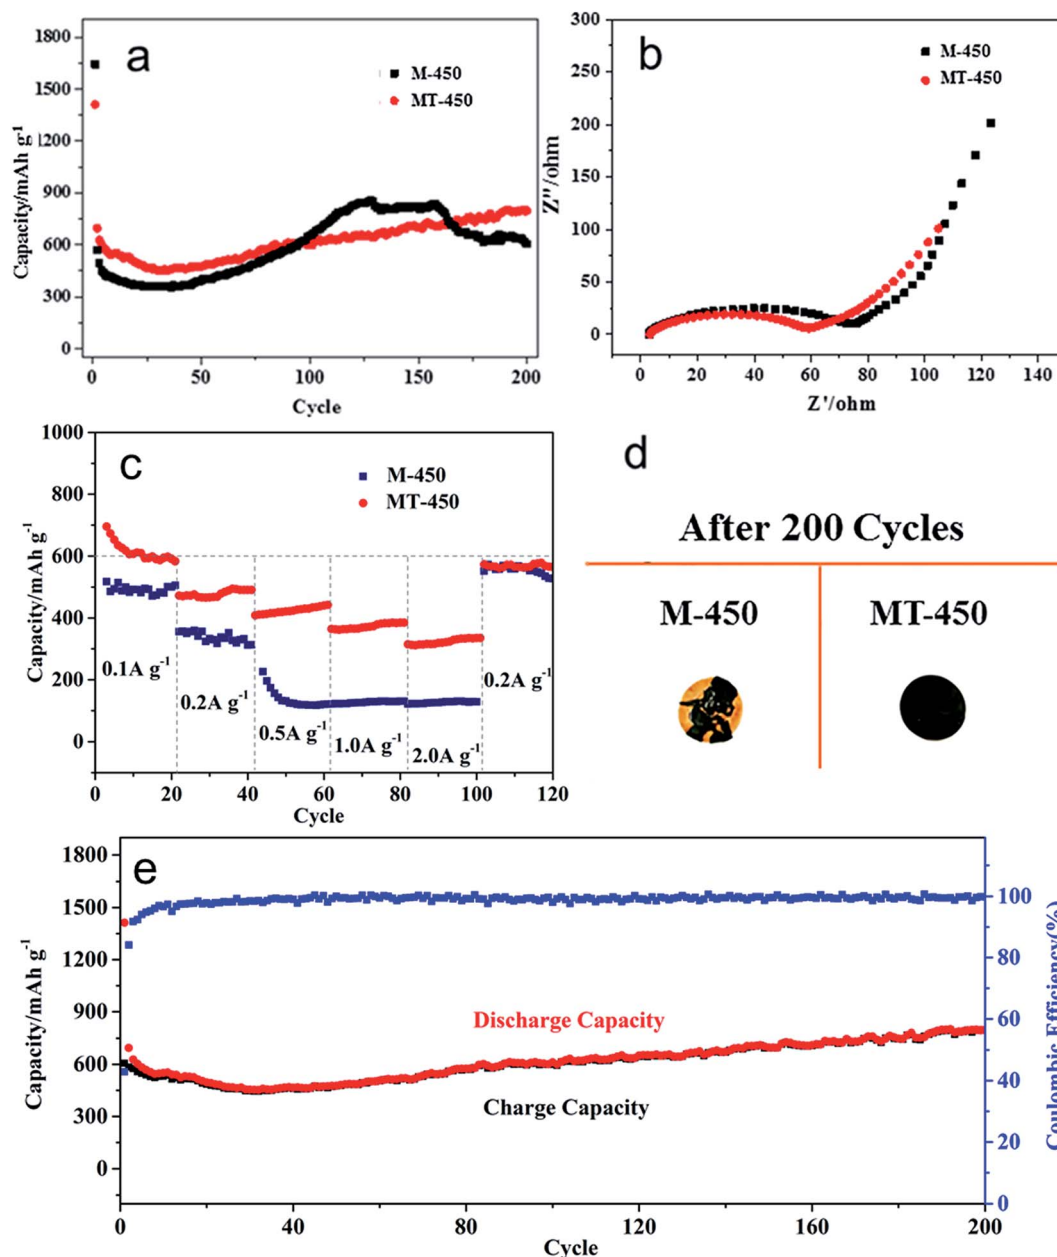 a
M-450
MT-450
1800
1500
1200
900
600
300
0
Capacity/mAh g⁻¹
0
50
100
150
200
Cycle
b
M-450
MT-450
300
250
200
150
100
50
0
Z''/ohm
0
20
40
60
80
100
120
140
Z'/ohm
c
M-450
MT-450
1000
800
600
400
200
0
Capacity/mAh g⁻¹
0.1A g⁻¹
0.2A g⁻¹
0.5A g⁻¹
1.0A g⁻¹
2.0A g⁻¹
0.2A g⁻¹
0
20
40
60
80
100
120
Cycle
d
After 200 Cycles
M-450
MT-450
e
1800
1500
1200
900
600
300
0
Capacity/mAh g⁻¹
Discharge Capacity
Charge Capacity
100
80
60
40
20
0
Coulombic Efficiency(%)
0
40
80
120
160
200
Cycle